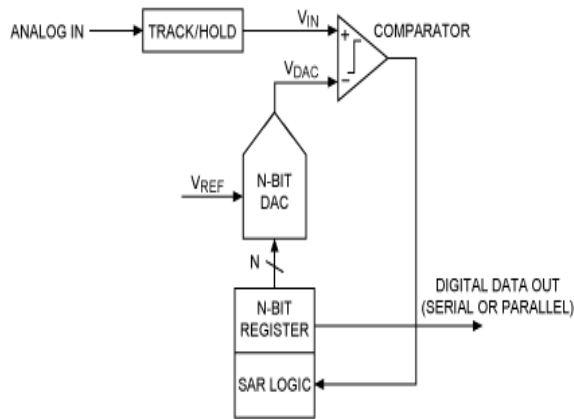 ANALOG IN
TRACK/HOLD
VIN
COMPARATOR
+
VDAC
−
VREF
N-BIT
DAC
N
N-BIT
REGISTER
DIGITAL DATA OUT
(SERIAL OR PARALLEL)
SAR LOGIC